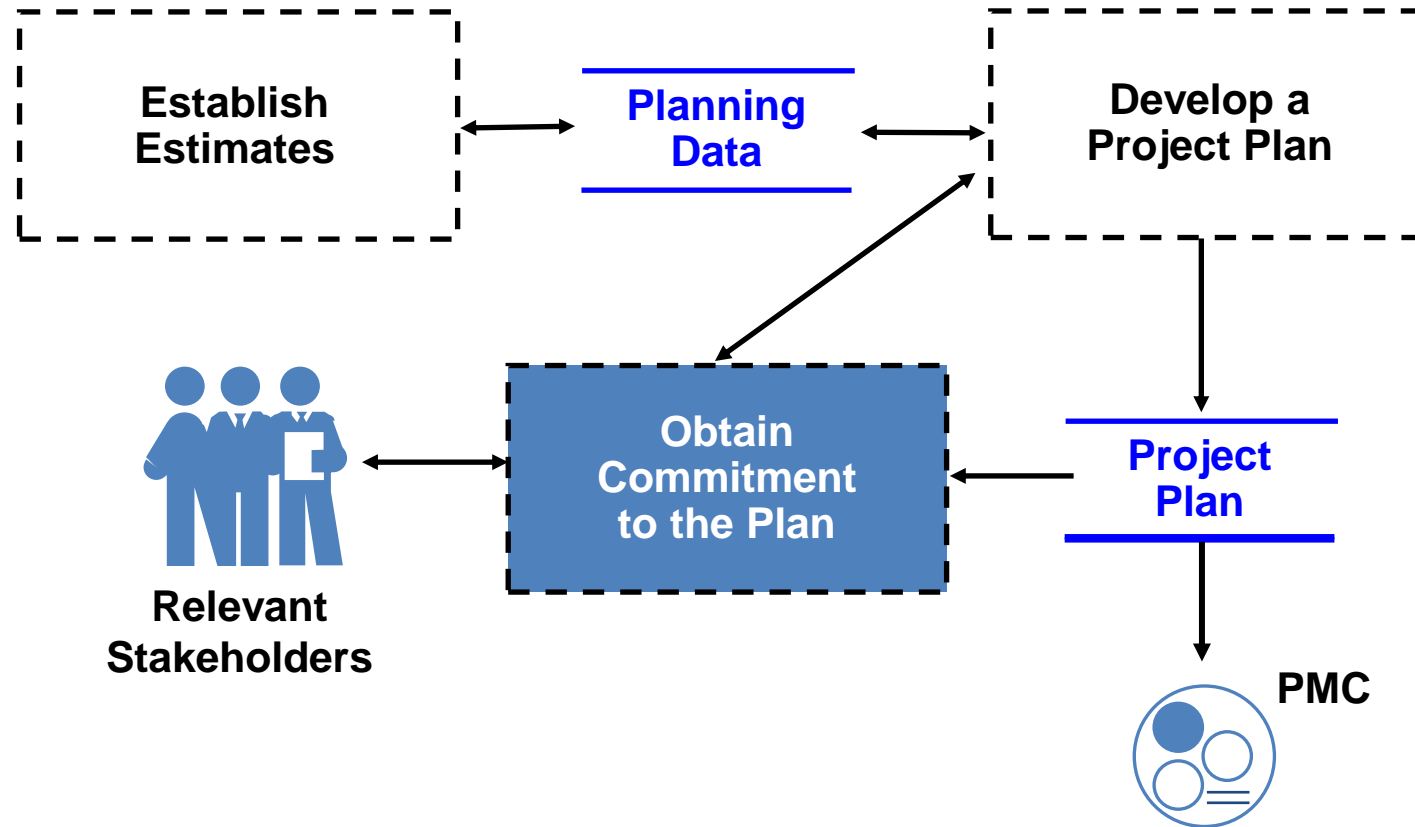 Establish
Estimates
Planning
Data
Develop a
Project Plan
Obtain
Commitment
to the Plan
Project
Plan
Relevant
Stakeholders
PMC